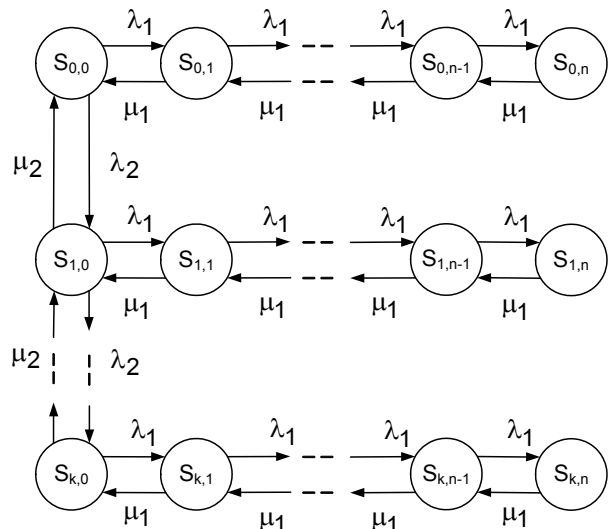 λ1 λ1 λ1 λ1
S0,0 S0,1 S0,n-1 S0,n
μ1 μ1 μ1 μ1
μ2 λ2
λ1 λ1 λ1 λ1
S1,0 S1,1 S1,n-1 S1,n
μ1 μ1 μ1 μ1
μ2 λ2
λ1 λ1 λ1 λ1
Sk,0 Sk,1 Sk,n-1 Sk,n
μ1 μ1 μ1 μ1